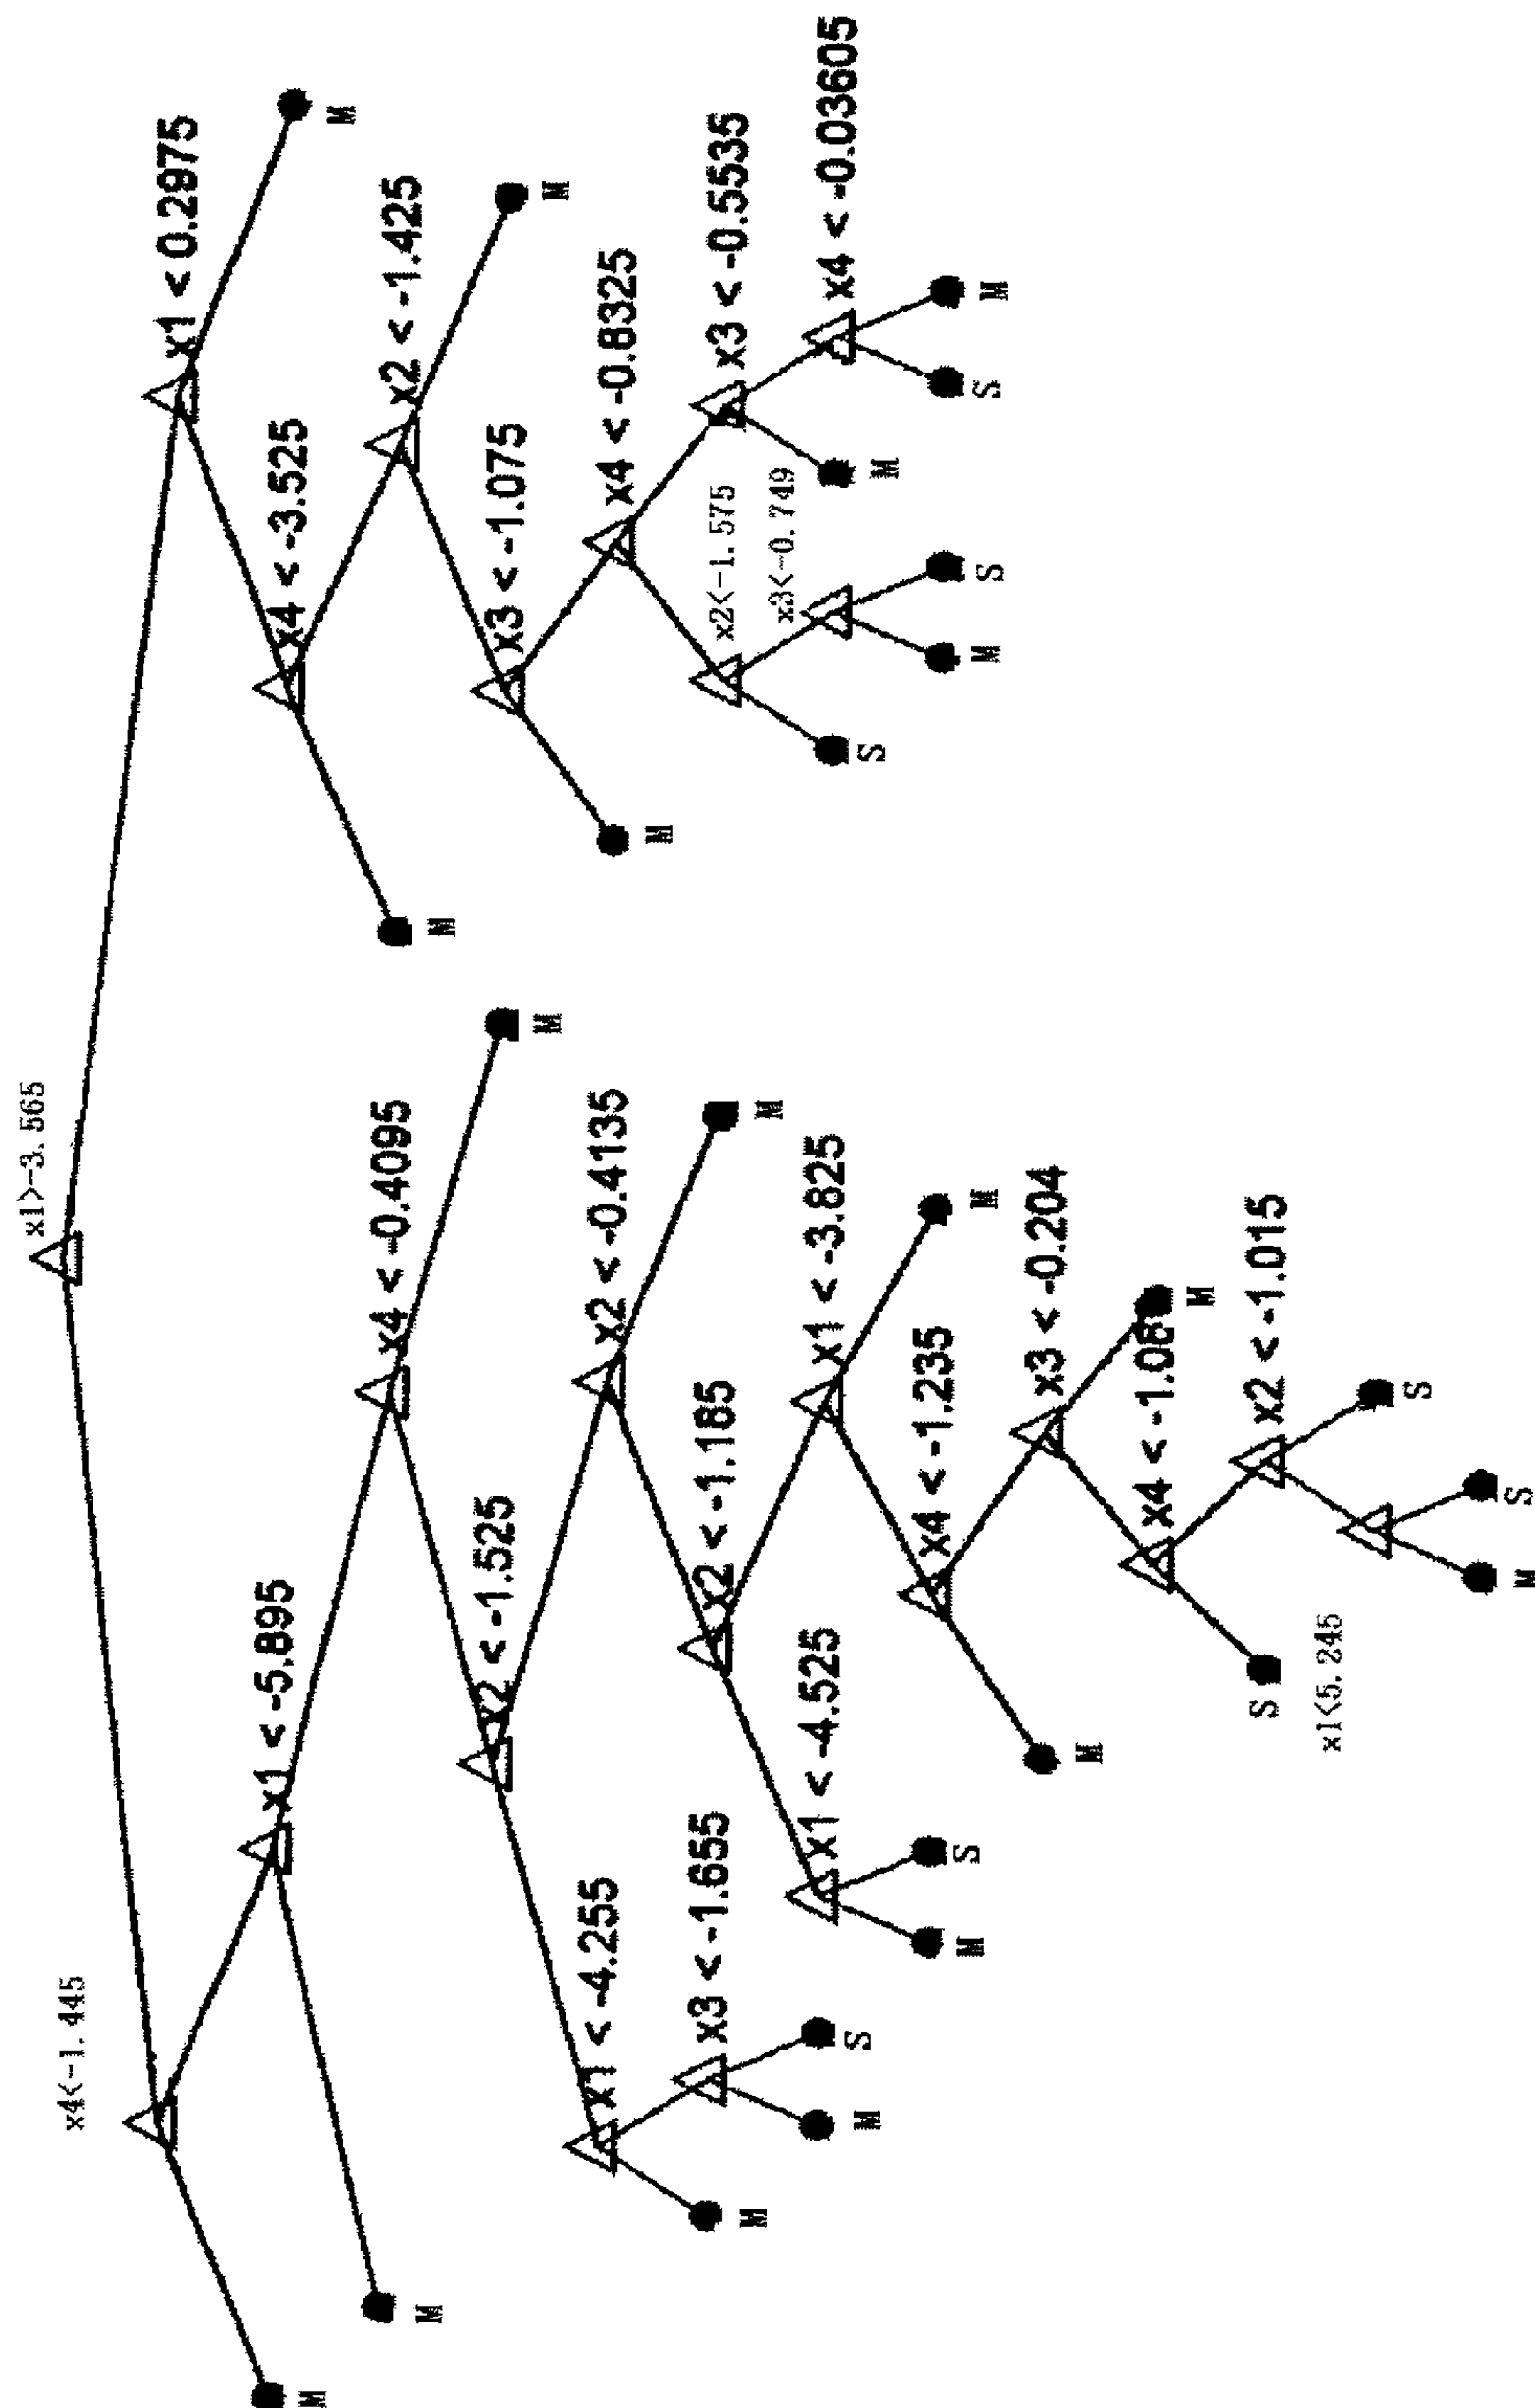 x1>-3.565
x4<-1.445
x1 < 0.2975
x1 < -5.895
x4 < -3.525
M
M
x4 < -0.4095
x2 < -1.425
M
M
x2 < -1.525
M
x3 < -1.075
M
x1 < -4.255
x2 < -0.4135
M
x4 < -0.8325
M
x3 < -1.655
x2 < -1.185
M
x2<-1.575
x3 < -0.5535
M
S
x1 < -4.525
x1 < -3.825
S
x3<-0.749
M
x4 < -0.03605
M
S
x4 < -1.235
M
M
S
S
M
M
x3 < -0.204
S
x4 < -1.08
M
x1<5.245
x2 < -1.015
S
M
S